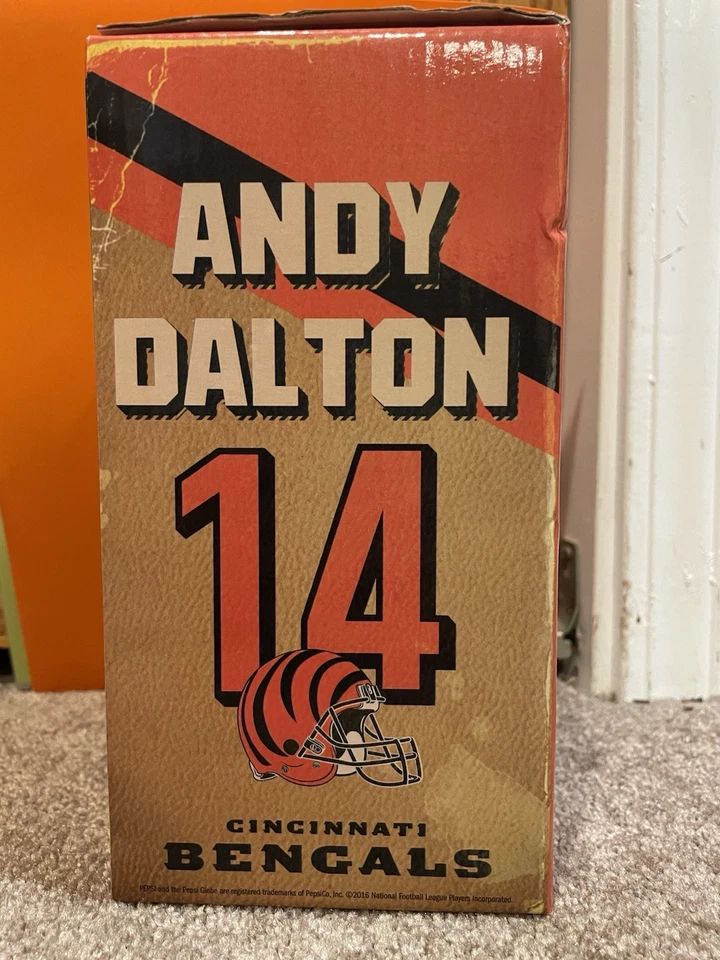 ANDY
DALTON
14
CINCINNATI
BENGALS
PEPSI and the Pepsi Globe are registered trademarks of PepsiCo, Inc. ©2016 National Football League Players Incorporated.